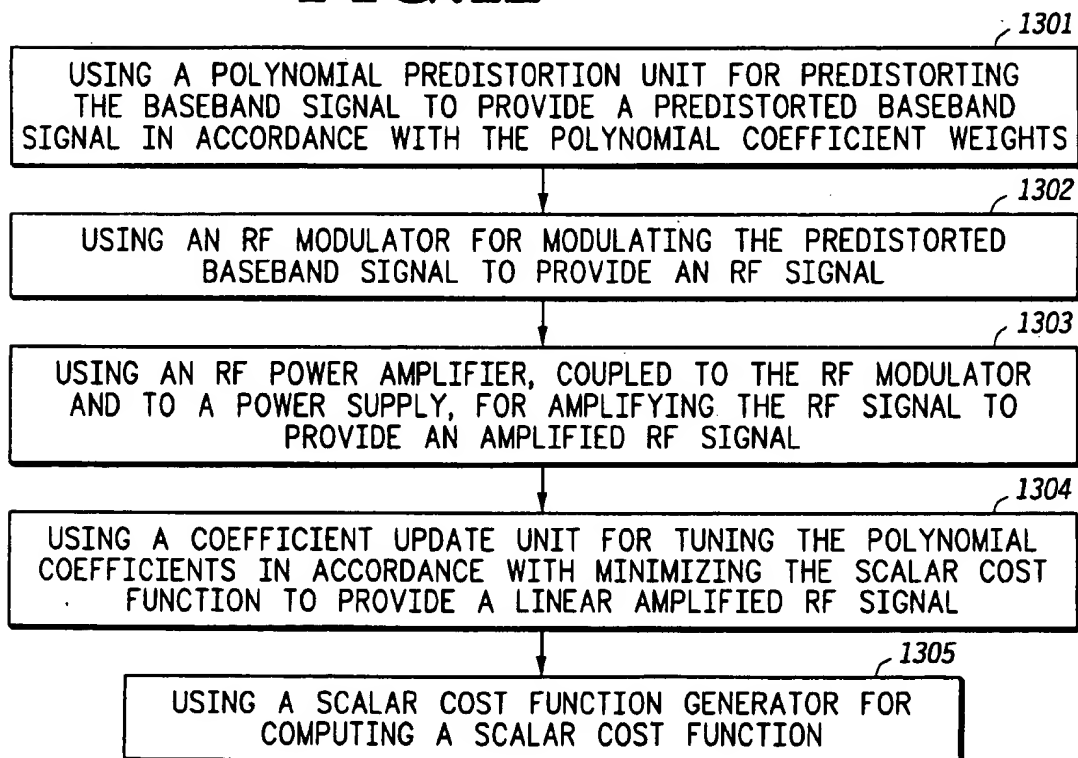 1301
USING A POLYNOMIAL PREDISTORTION UNIT FOR PREDISTORTING
THE BASEBAND SIGNAL TO PROVIDE A PREDISTORTED BASEBAND
SIGNAL IN ACCORDANCE WITH THE POLYNOMIAL COEFFICIENT WEIGHTS
1302
USING AN RF MODULATOR FOR MODULATING THE PREDISTORTED
BASEBAND SIGNAL TO PROVIDE AN RF SIGNAL
1303
USING AN RF POWER AMPLIFIER, COUPLED TO THE RF MODULATOR
AND TO A POWER SUPPLY, FOR AMPLIFYING THE RF SIGNAL TO
PROVIDE AN AMPLIFIED RF SIGNAL
1304
USING A COEFFICIENT UPDATE UNIT FOR TUNING THE POLYNOMIAL
COEFFICIENTS IN ACCORDANCE WITH MINIMIZING THE SCALAR COST
FUNCTION TO PROVIDE A LINEAR AMPLIFIED RF SIGNAL
1305
USING A SCALAR COST FUNCTION GENERATOR FOR
COMPUTING A SCALAR COST FUNCTION